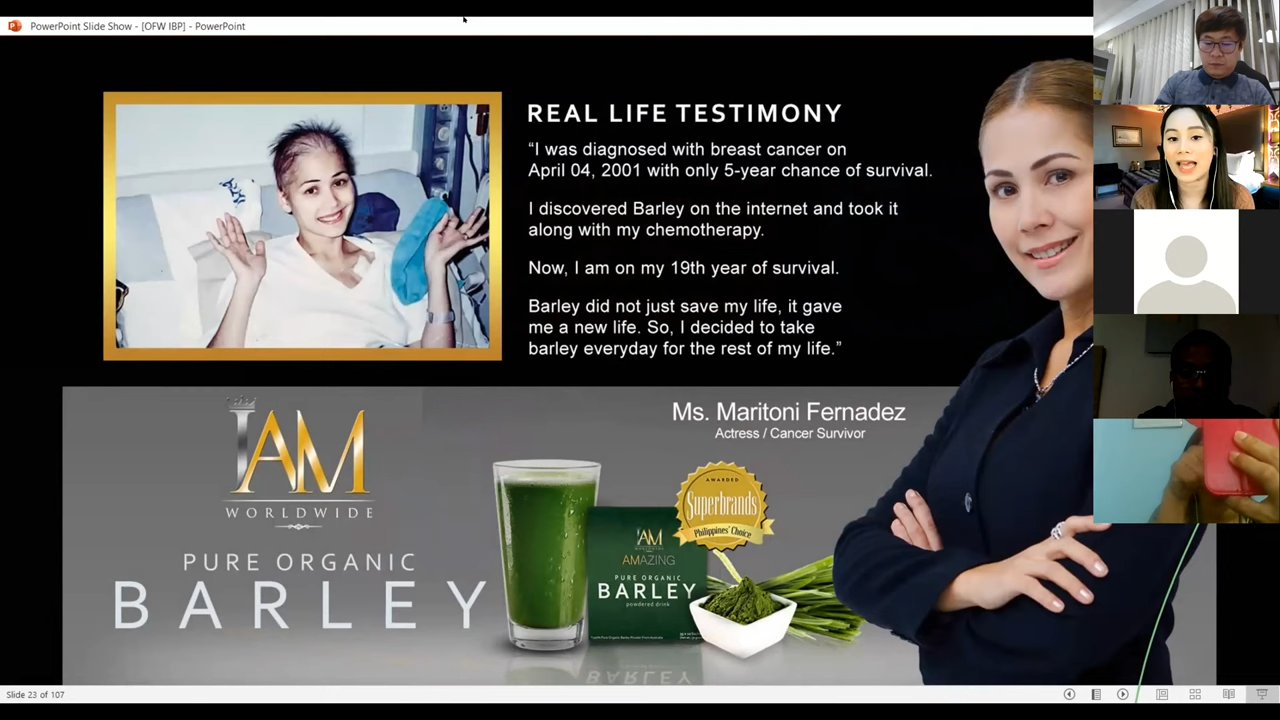 PowerPoint Slide Show - [OFW IBP] - PowerPoint
REAL LIFE TESTIMONY
“I was diagnosed with breast cancer on
April 04, 2001 with only 5-year chance of survival.
I discovered Barley on the internet and took it
along with my chemotherapy.
Now, I am on my 19th year of survival.
Barley did not just save my life, it gave
me a new life. So, I decided to take
barley everyday for the rest of my life.”
Ms. Maritoni Fernadez
Actress / Cancer Survivor
IAM
WORLDWIDE
PURE ORGANIC
BARLEY
AWARDED
Superbrands
Philippines' Choice
IAM
AMAZING
PURE ORGANIC
BARLEY
powdered drink
Slide 23 of 107